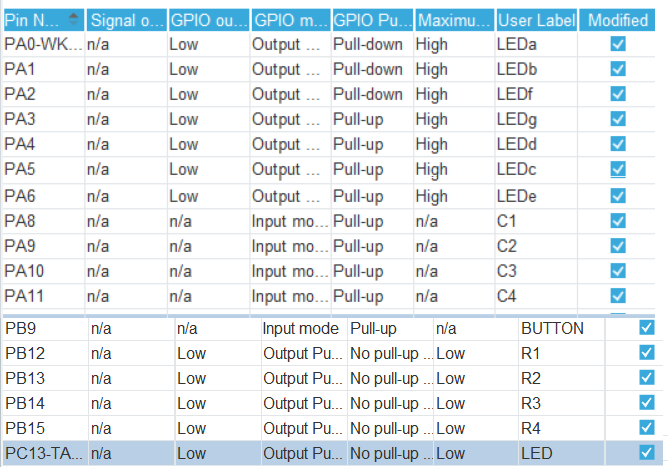 Pin N... Signal o... GPIO ou... GPIO m... GPIO Pu... Maximu... User Label Modified
PA0-WK... n/a Low Output ... Pull-down High LEDa
PA1 n/a Low Output ... Pull-down High LEDb
PA2 n/a Low Output ... Pull-down High LEDf
PA3 n/a Low Output ... Pull-up High LEDg
PA4 n/a Low Output ... Pull-up High LEDd
PA5 n/a Low Output ... Pull-up High LEDc
PA6 n/a Low Output ... Pull-up High LEDe
PA8 n/a n/a Input mo... Pull-up n/a C1
PA9 n/a n/a Input mo... Pull-up n/a C2
PA10 n/a n/a Input mo... Pull-up n/a C3
PA11 n/a n/a Input mo... Pull-up n/a C4
PB9 n/a n/a Input mode Pull-up n/a BUTTON
PB12 n/a Low Output Pu... No pull-up ... Low R1
PB13 n/a Low Output Pu... No pull-up ... Low R2
PB14 n/a Low Output Pu... No pull-up ... Low R3
PB15 n/a Low Output Pu... No pull-up ... Low R4
PC13-TA... n/a Low Output Pu... No pull-up ... Low LED